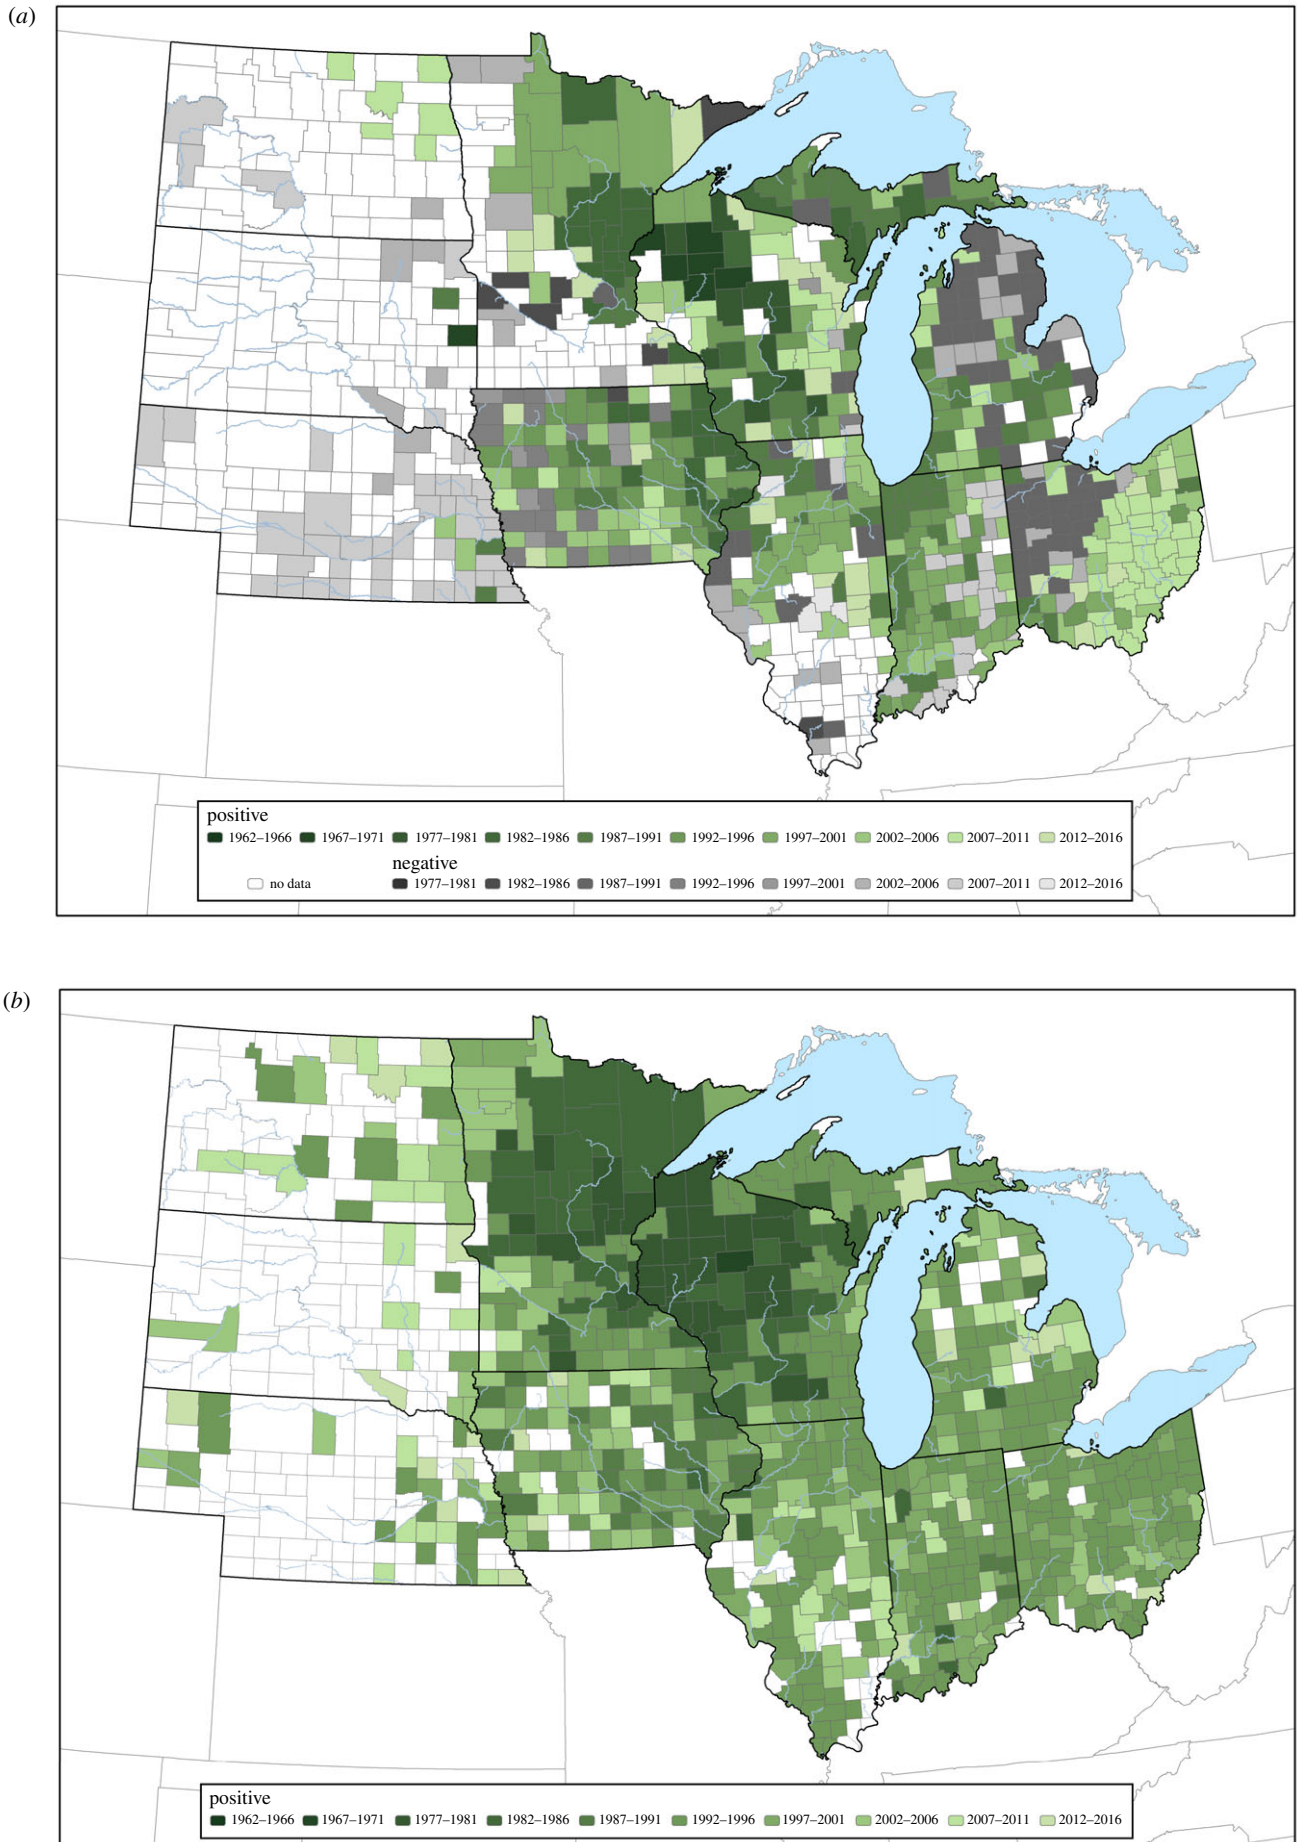 (a)
positive
1962–1966 1967–1971 1977–1981 1982–1986 1987–1991 1992–1996 1997–2001 2002–2006 2007–2011 2012–2016
negative
no data 1977–1981 1982–1986 1987–1991 1992–1996 1997–2001 2002–2006 2007–2011 2012–2016
(b)
positive
1962–1966 1967–1971 1977–1981 1982–1986 1987–1991 1992–1996 1997–2001 2002–2006 2007–2011 2012–2016